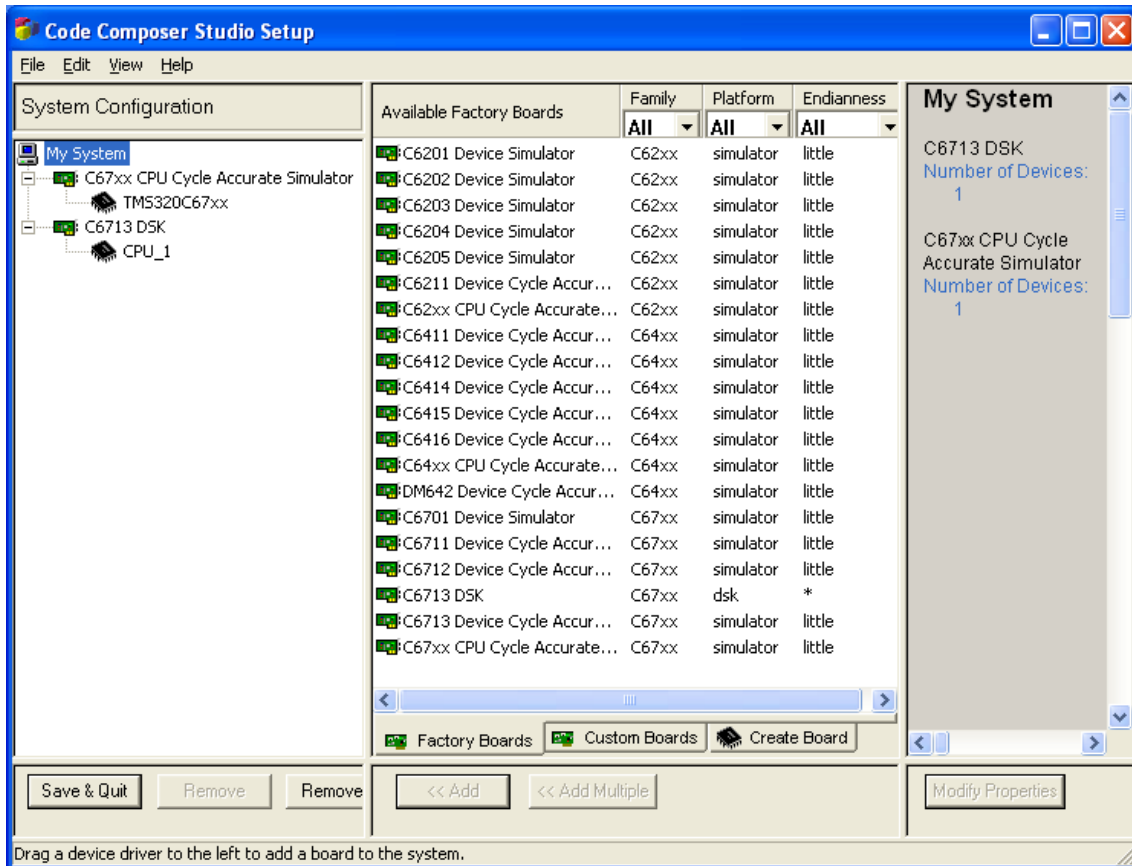 Code Composer Studio Setup
File Edit View Help
System Configuration
My System
C67xx CPU Cycle Accurate Simulator
TMS320C67xx
C6713 DSK
CPU_1
Available Factory Boards Family Platform Endianness
All All All
C6201 Device Simulator C62xx simulator little
C6202 Device Simulator C62xx simulator little
C6203 Device Simulator C62xx simulator little
C6204 Device Simulator C62xx simulator little
C6205 Device Simulator C62xx simulator little
C6211 Device Cycle Accur... C62xx simulator little
C62xx CPU Cycle Accurate... C62xx simulator little
C6411 Device Cycle Accur... C64xx simulator little
C6412 Device Cycle Accur... C64xx simulator little
C6414 Device Cycle Accur... C64xx simulator little
C6415 Device Cycle Accur... C64xx simulator little
C6416 Device Cycle Accur... C64xx simulator little
C64xx CPU Cycle Accurate... C64xx simulator little
DM642 Device Cycle Accur... C64xx simulator little
C6701 Device Simulator C67xx simulator little
C6711 Device Cycle Accur... C67xx simulator little
C6712 Device Cycle Accur... C67xx simulator little
C6713 DSK C67xx dsk *
C6713 Device Cycle Accur... C67xx simulator little
C67xx CPU Cycle Accurate... C67xx simulator little
Factory Boards Custom Boards Create Board
My System
C6713 DSK
Number of Devices:
1
C67xx CPU Cycle
Accurate Simulator
Number of Devices:
1
Save & Quit Remove Remove << Add << Add Multiple Modify Properties
Drag a device driver to the left to add a board to the system.